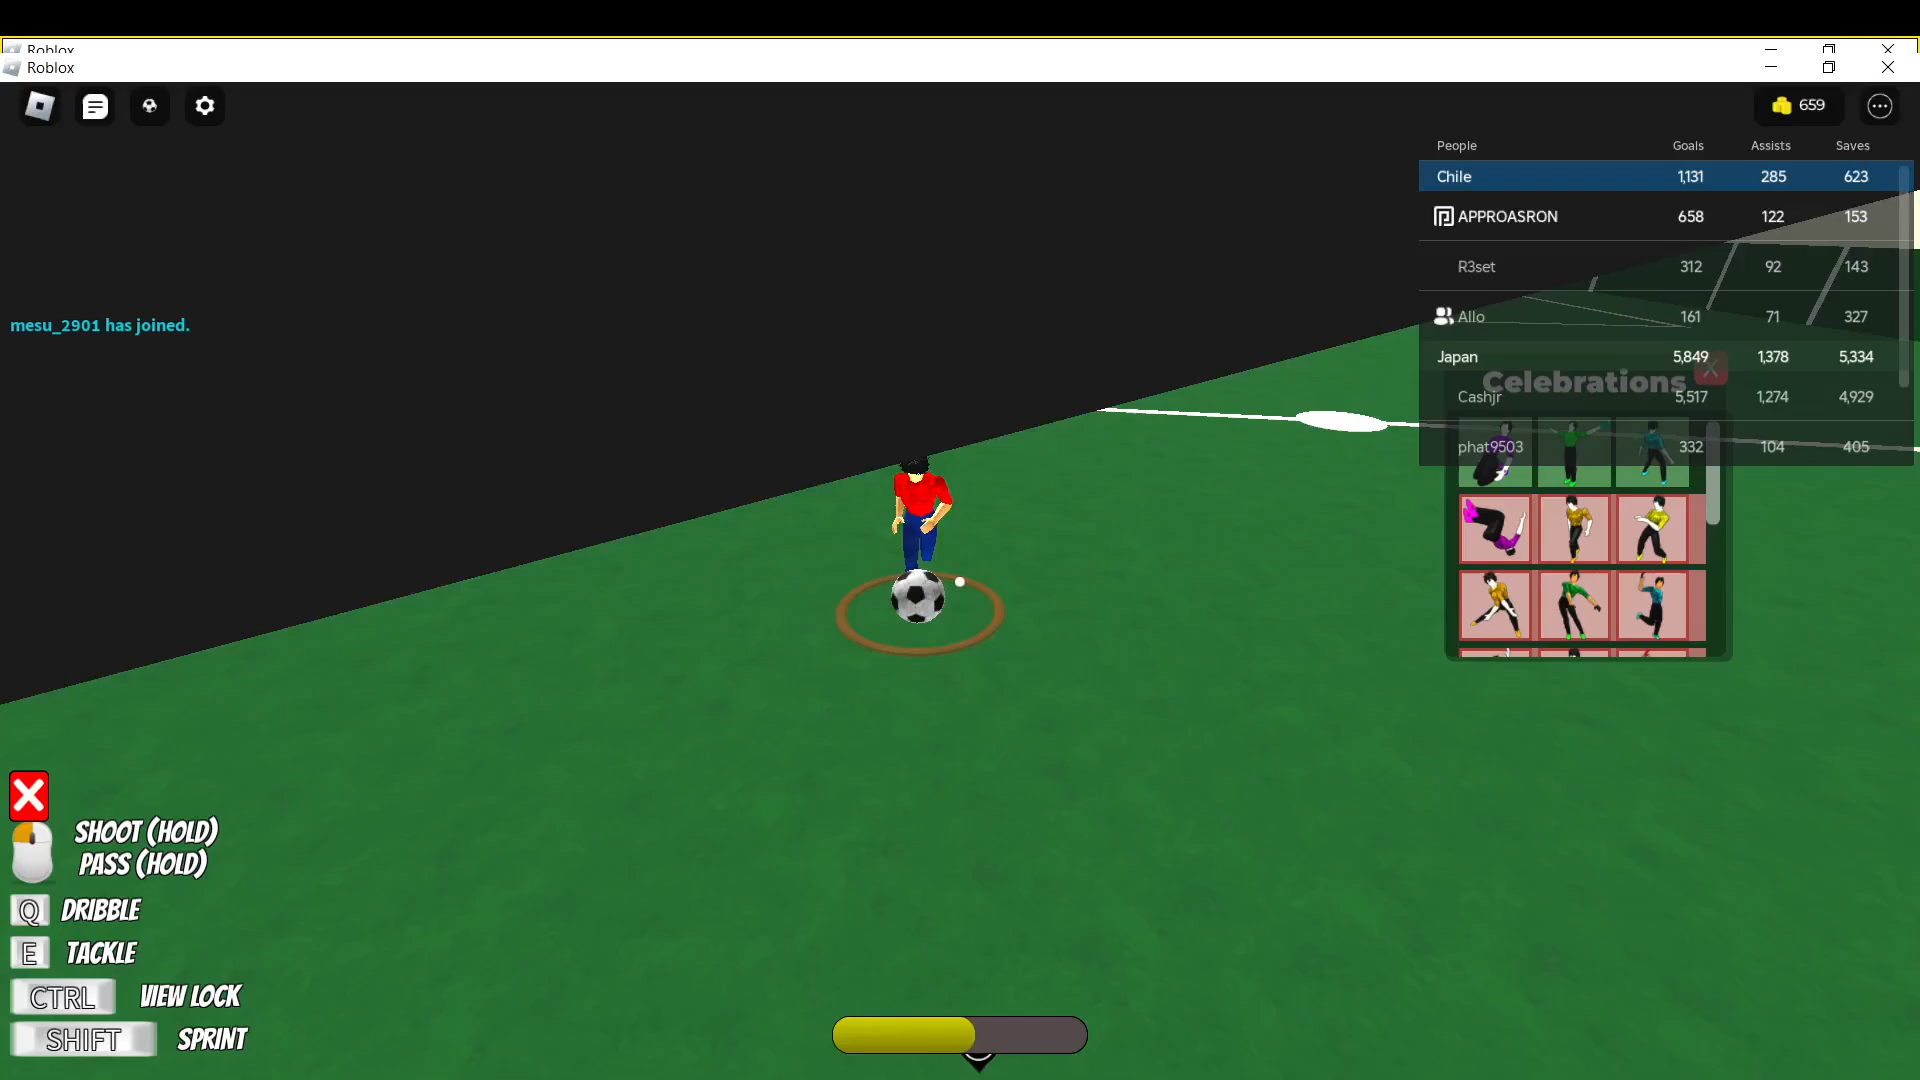 Roblox
Roblox
659
People Goals Assists Saves
Chile 1,131 285 623
APPROASRON 658 122 153
R3set 312 92 143
mesu_2901 has joined.
Allo 161 71 327
Japan 5,849 1,378 5,334
Celebrations X
Cashjr 5,517 1,274 4,929
phat9503 332 104 405
SHOOT (HOLD)
PASS (HOLD)
Q DRIBBLE
E TACKLE
CTRL VIEW LOCK
SHIFT SPRINT